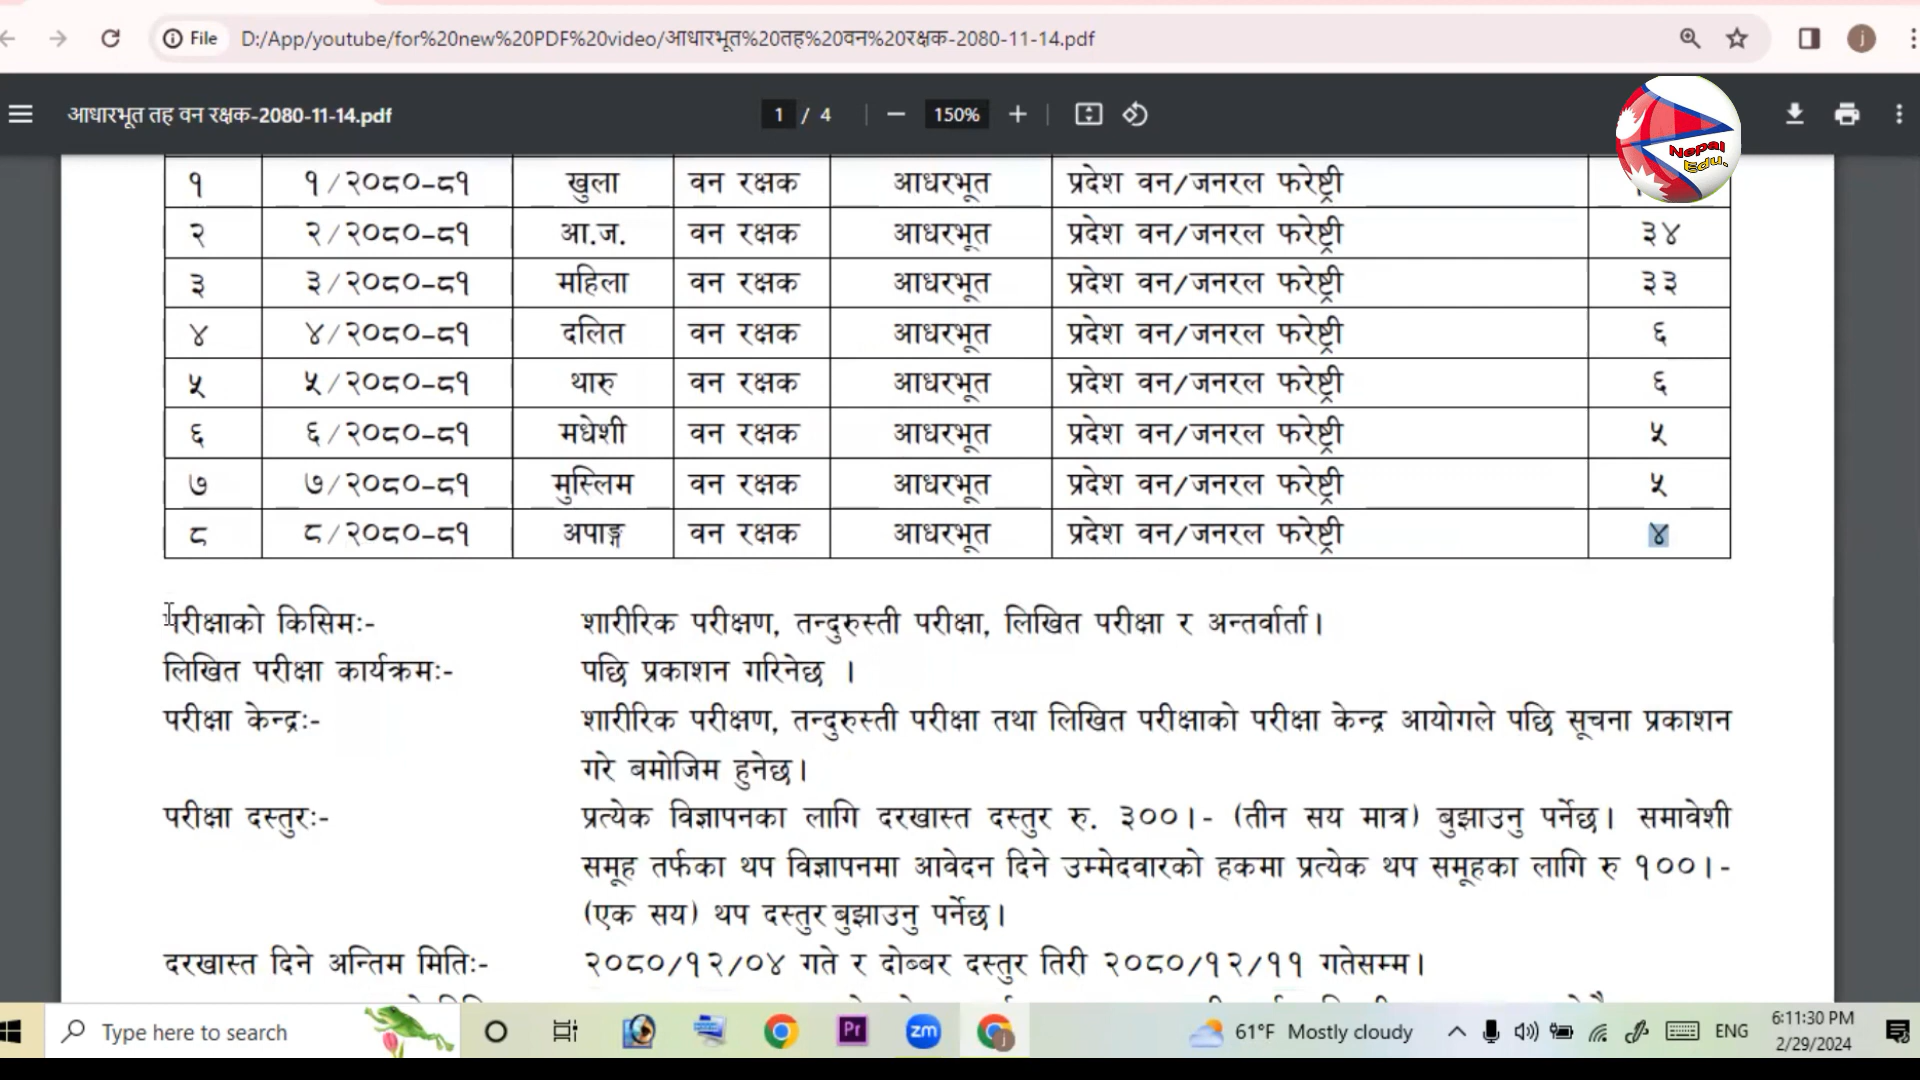 File D:/App/youtube/for%20new%20PDF%20video/आधारभूत%20तह%20वन%20रक्षक-2080-11-14.pdf j
आधारभूत तह वन रक्षक-2080-11-14.pdf 1 / 4 150%
Nepal
Edu.
१ १/२०८०-८१ खुला वन रक्षक आधरभूत प्रदेश वन/जनरल फरेष्ट्री
२ २/२०८०-८१ आ.ज. वन रक्षक आधरभूत प्रदेश वन/जनरल फरेष्ट्री ३४
३ ३/२०८०-८१ महिला वन रक्षक आधरभूत प्रदेश वन/जनरल फरेष्ट्री ३३
४ ४/२०८०-८१ दलित वन रक्षक आधरभूत प्रदेश वन/जनरल फरेष्ट्री ६
५ ५/२०८०-८१ थारु वन रक्षक आधरभूत प्रदेश वन/जनरल फरेष्ट्री ६
६ ६/२०८०-८१ मधेशी वन रक्षक आधरभूत प्रदेश वन/जनरल फरेष्ट्री ५
७ ७/२०८०-८१ मुस्लिम वन रक्षक आधरभूत प्रदेश वन/जनरल फरेष्ट्री ५
८ ८/२०८०-८१ अपाङ्ग वन रक्षक आधरभूत प्रदेश वन/जनरल फरेष्ट्री ४
परीक्षाको किसिमः- शारीरिक परीक्षण, तन्दुरुस्ती परीक्षा, लिखित परीक्षा र अन्तर्वार्ता।
लिखित परीक्षा कार्यक्रमः- पछि प्रकाशन गरिनेछ ।
परीक्षा केन्द्रः- शारीरिक परीक्षण, तन्दुरुस्ती परीक्षा तथा लिखित परीक्षाको परीक्षा केन्द्र आयोगले पछि सूचना प्रकाशन
गरे बमोजिम हुनेछ।
परीक्षा दस्तुरः- प्रत्येक विज्ञापनका लागि दरखास्त दस्तुर रु. ३००।- (तीन सय मात्र) बुझाउनु पर्नेछ। समावेशी
समूह तर्फका थप विज्ञापनमा आवेदन दिने उम्मेदवारको हकमा प्रत्येक थप समूहका लागि रु १००।-
(एक सय) थप दस्तुर बुझाउनु पर्नेछ।
दरखास्त दिने अन्तिम मितिः- २०८०/१२/०४ गते र दोब्बर दस्तुर तिरी २०८०/१२/११ गतेसम्म।
Type here to search Pr zm j 61°F Mostly cloudy ENG 6:11:30 PM
2/29/2024